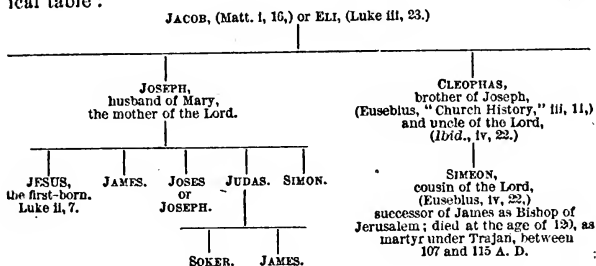 ical table :
JACOB, (Matt. i, 16,) or ELI, (Luke iii, 23.)
JOSEPH,
husband of Mary,
the mother of the Lord.
CLEOPHAS,
brother of Joseph,
(Eusebius, "Church History," iii, 11,)
and uncle of the Lord,
(Ibid., iv, 22.)
JESUS,
the first-born.
Luke ii, 7.
JAMES.
JOSES
or
JOSEPH.
JUDAS.
SIMON.
SIMEON,
cousin of the Lord,
(Eusebius, iv, 22,)
successor of James as Bishop of
Jerusalem; died at the age of 120, as
martyr under Trajan, between
107 and 115 A. D.
SOKER.
JAMES.